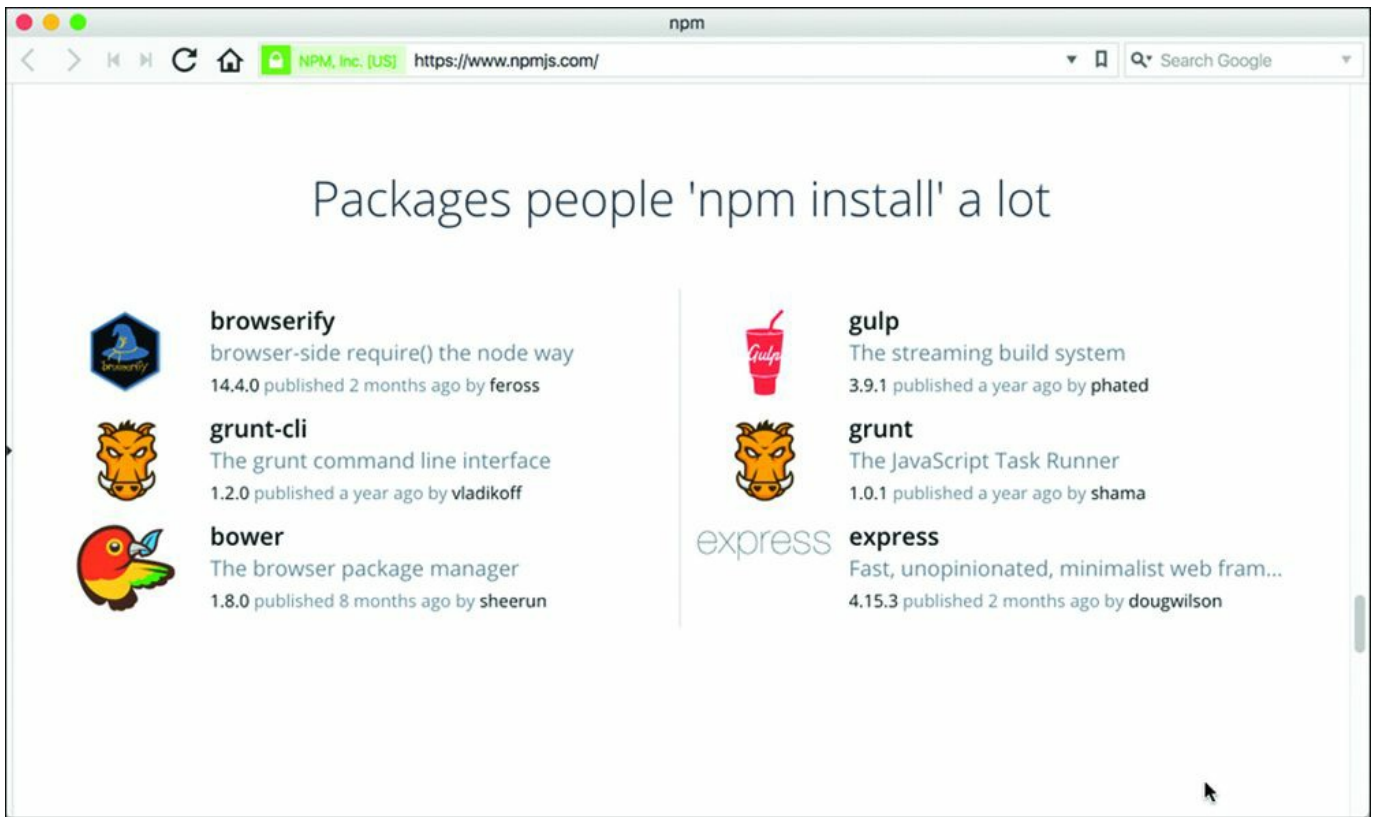 npm
NPM, Inc. [US] https://www.npmjs.com/ Search Google
Packages people 'npm install' a lot
browserify
browserify
browser-side require() the node way
14.4.0 published 2 months ago by feross
grunt-cli
The grunt command line interface
1.2.0 published a year ago by vladikoff
bower
The browser package manager
1.8.0 published 8 months ago by sheerun
Gulp
gulp
The streaming build system
3.9.1 published a year ago by phated
grunt
The JavaScript Task Runner
1.0.1 published a year ago by shama
express
express
Fast, unopinionated, minimalist web fram...
4.15.3 published 2 months ago by dougwilson